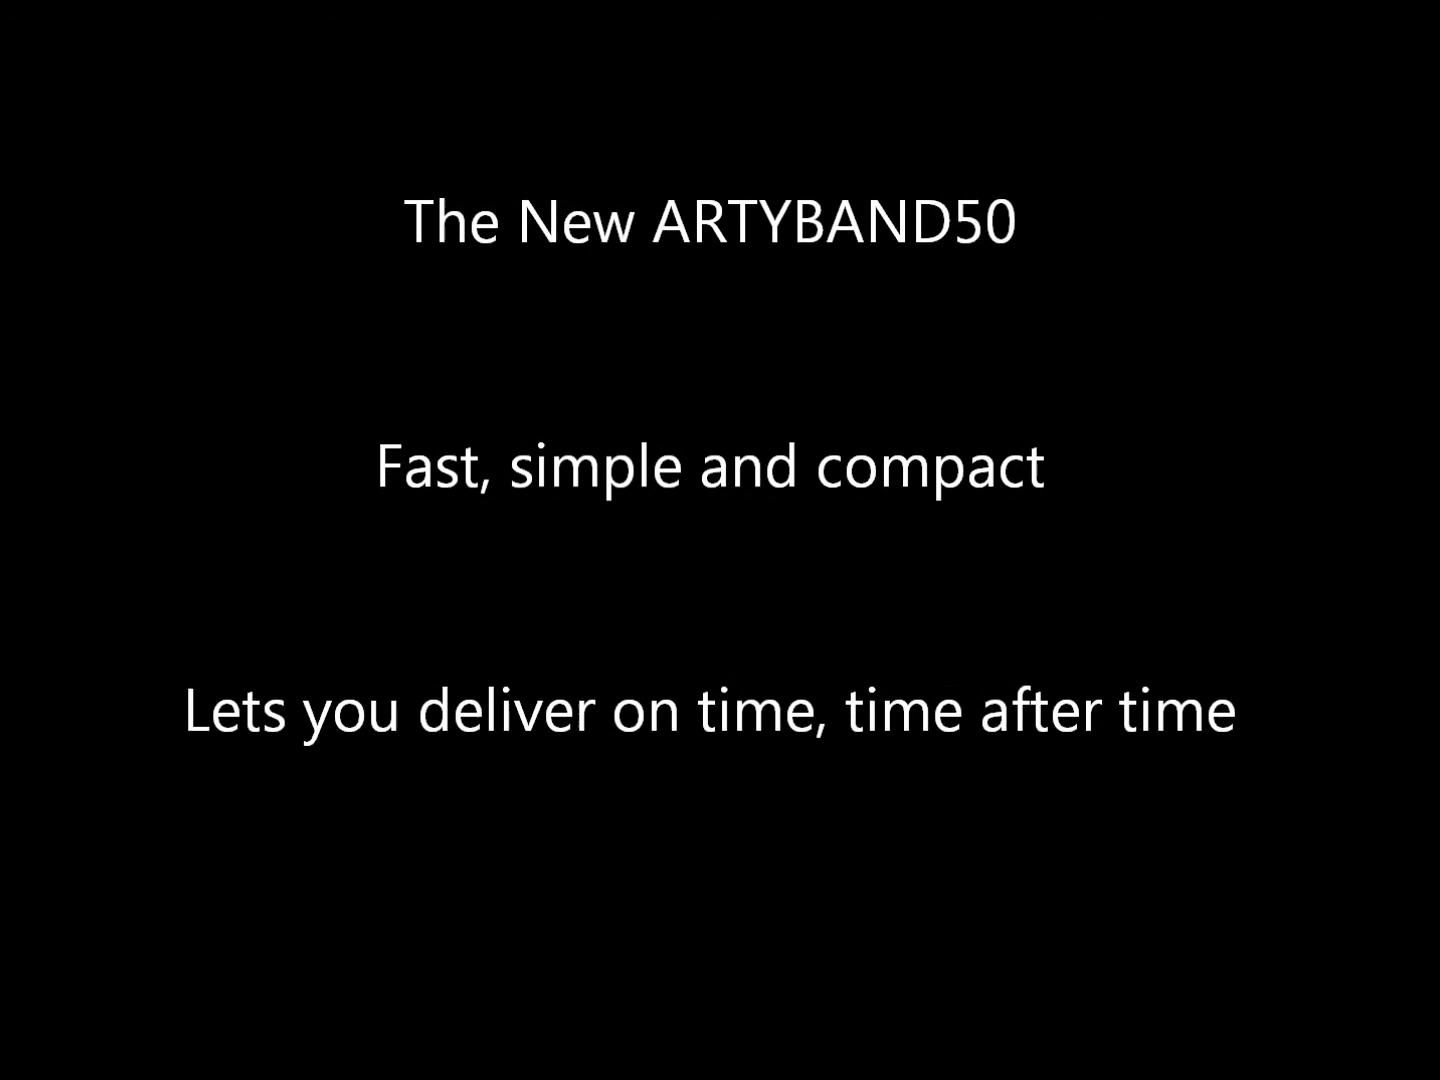 The New ARTYBAND50
Fast, simple and compact
Lets you deliver on time, time after time